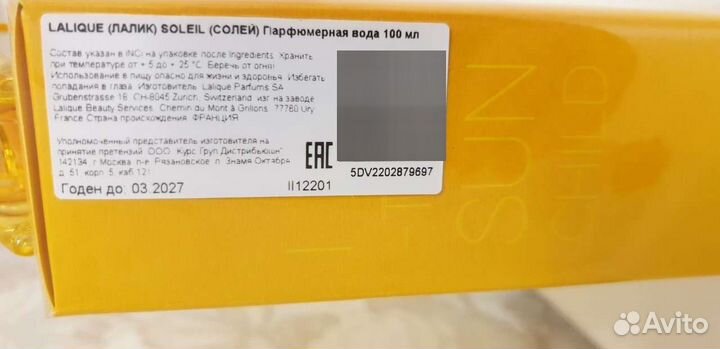 LALIQUE (ЛАЛИК) SOLEIL (СОЛЕЙ) Парфюмерная вода 100 мл
Состав указан в INCI на упаковке после Ingredients. Хранить
при температуре от + 5 до + 25 °C. Беречь от огня!
Использование в пищу опасно для жизни и здоровья. Избегать
попадания в глаза. Изготовитель: Lalique Parfums SA
Grubenstrasse 18, CH-8045 Zurich, Switzerland, изг на заводе
Lalique Beauty Services, Chemin du Mont à Grillons, 77760 Ury
France Страна происхождения: ФРАНЦИЯ
Уполномоченный представитель изготовителя на
принятие претензий: ООО "Курс Груп Дистрибьюшн"
142134 г Москва п-е Рязановское п. Знамя Октября
д. 51, корп 5, каб.121
EAC
5DV2202879697
Годен до: 03.2027
II12201
SUN
CHILD
Avito